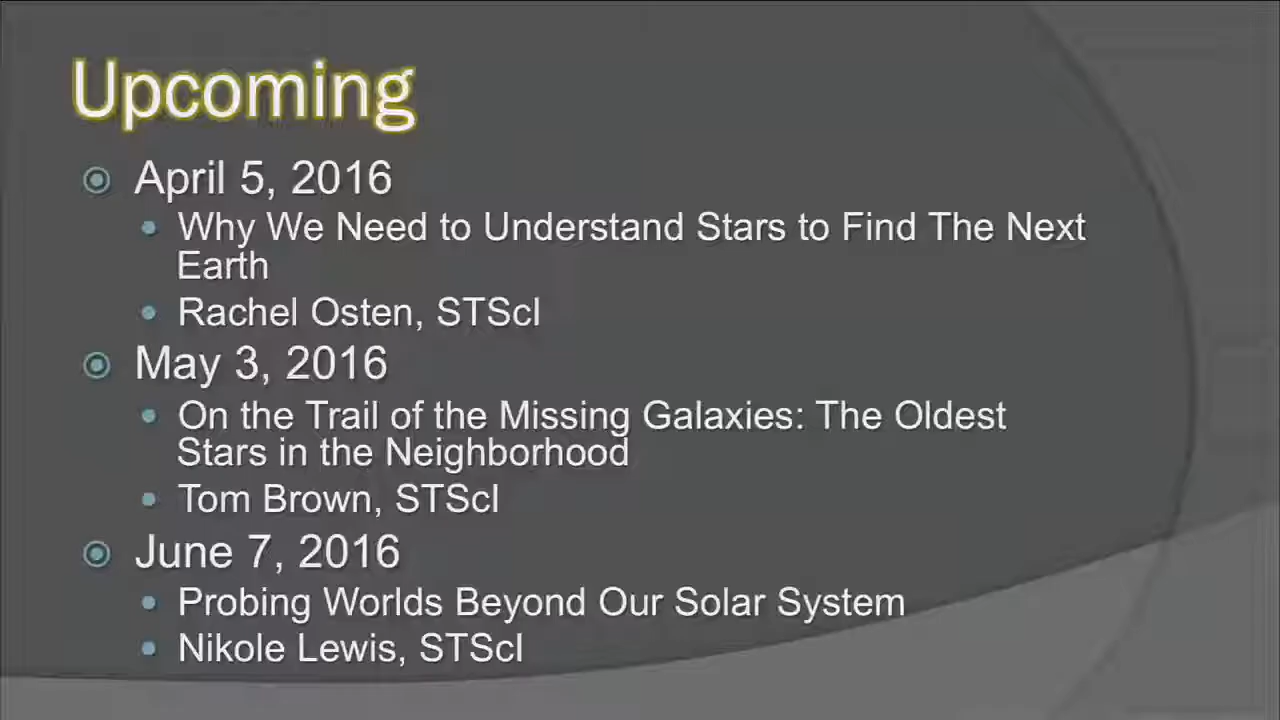 Upcoming
April 5, 2016
Why We Need to Understand Stars to Find The Next
Earth
Rachel Osten, STScI
May 3, 2016
On the Trail of the Missing Galaxies: The Oldest
Stars in the Neighborhood
Tom Brown, STScI
June 7, 2016
Probing Worlds Beyond Our Solar System
Nikole Lewis, STScI